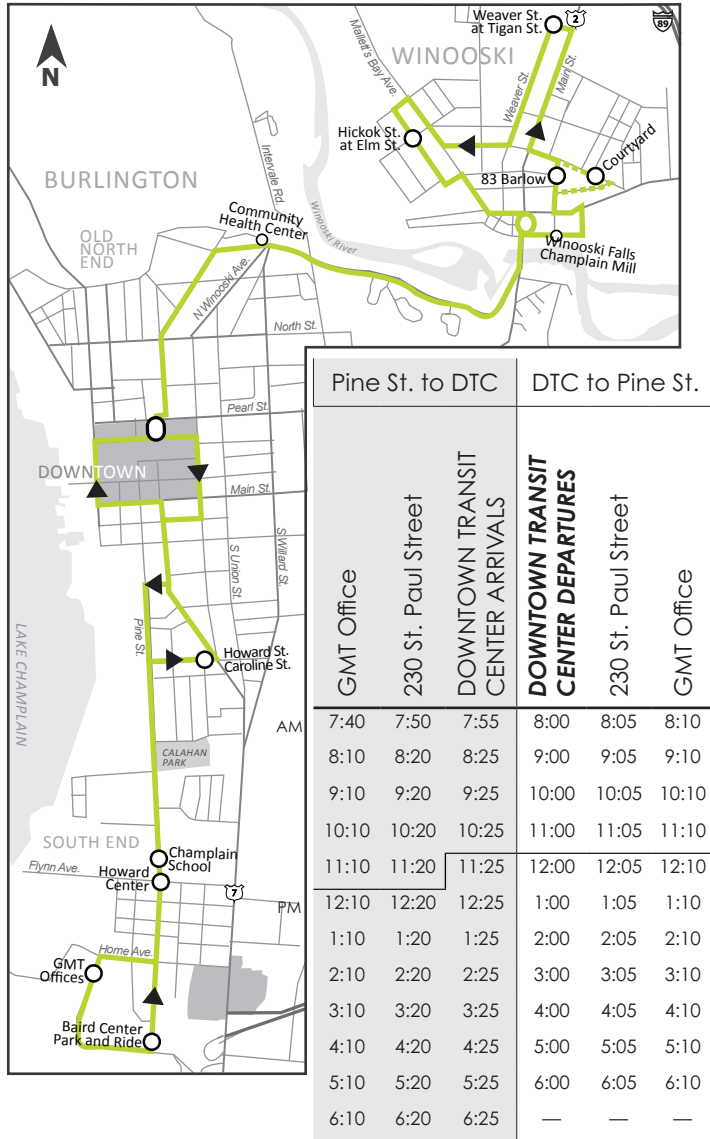 N
Weaver St.
at Tigan St.
2
89
Mallett's Bay Ave.
WINOOSKI
Weaver St.
Main St.
Hickok St.
at Elm St.
Courtyard
83 Barlow
Intervale Rd.
BURLINGTON
Community
Health Center
Winooski River
Winooski Falls
Champlain Mill
OLD
NORTH
END
N Winooski Ave.
North St.
Pearl St.
DOWNTOWN
Main St.
S Union St.
S Willard St.
Pine St.
LAKE CHAMPLAIN
Howard St.
Caroline St.
CALAHAN
PARK
SOUTH END
Champlain
School
Flynn Ave.
Howard
Center
7
Home Ave.
GMT
Offices
Baird Center
Park and Ride
Pine St. to DTC DTC to Pine St.
GMT Office
230 St. Paul Street
DOWNTOWN TRANSIT
CENTER ARRIVALS
DOWNTOWN TRANSIT
CENTER DEPARTURES
230 St. Paul Street
GMT Office
AM
7:40 7:50 7:55 8:00 8:05 8:10
8:10 8:20 8:25 9:00 9:05 9:10
9:10 9:20 9:25 10:00 10:05 10:10
10:10 10:20 10:25 11:00 11:05 11:10
11:10 11:20 11:25 12:00 12:05 12:10
PM
12:10 12:20 12:25 1:00 1:05 1:10
1:10 1:20 1:25 2:00 2:05 2:10
2:10 2:20 2:25 3:00 3:05 3:10
3:10 3:20 3:25 4:00 4:05 4:10
4:10 4:20 4:25 5:00 5:05 5:10
5:10 5:20 5:25 6:00 6:05 6:10
6:10 6:20 6:25 — — —